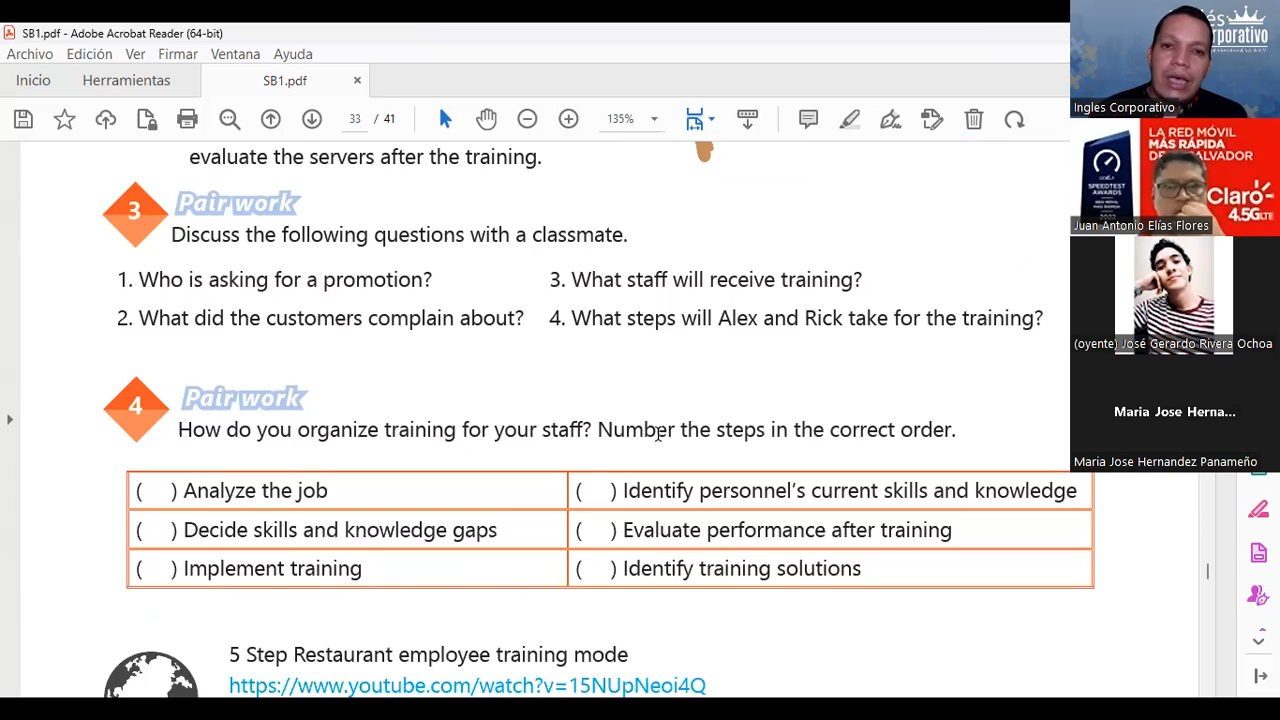 SB1.pdf - Adobe Acrobat Reader (64-bit)
Archivo Edición Ver Firmar Ventana Ayuda
Inicio Herramientas SB1.pdf ×
33 / 41 135%
evaluate the servers after the training.
3 Pair work
Discuss the following questions with a classmate.
1. Who is asking for a promotion? 3. What staff will receive training?
2. What did the customers complain about? 4. What steps will Alex and Rick take for the training?
4 Pair work
How do you organize training for your staff? Number the steps in the correct order.
( ) Analyze the job ( ) Identify personnel's current skills and knowledge
( ) Decide skills and knowledge gaps ( ) Evaluate performance after training
( ) Implement training ( ) Identify training solutions
5 Step Restaurant employee training mode
https://www.youtube.com/watch?v=15NUpNeoi4Q
Corporativo
Ingles Corporativo
LA RED MÓVIL
MÁS RÁPIDA
SALVADOR
SPEEDTEST
AWARDS
Claro
4.5G LTE
Juan Antonio Elías Flores
(oyente) José Gerardo Rivera Ochoa
Maria Jose Herna...
Maria Jose Hernandez Panameño